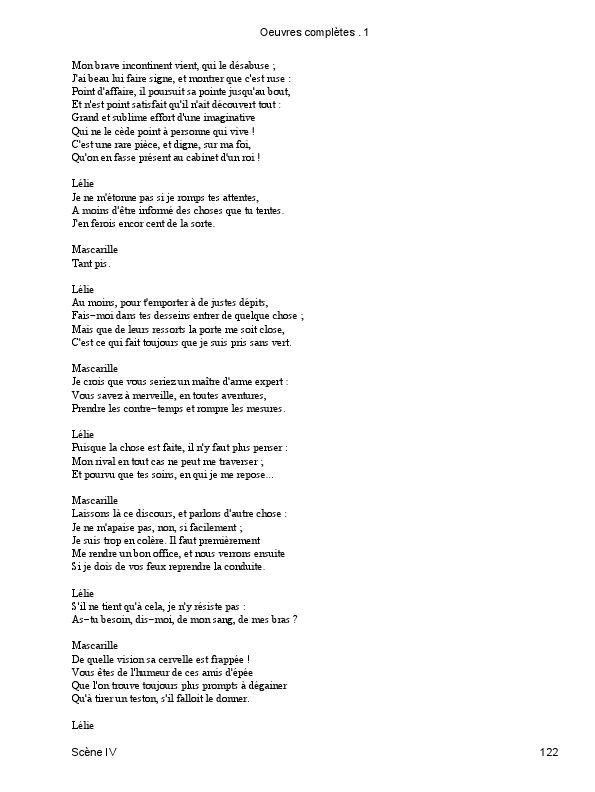 Oeuvres complètes . 1
Mon brave incontinent vient, qui le désabuse ;
J'ai beau lui faire signe, et montrer que c'est ruse :
Point d'affaire, il poursuit sa pointe jusqu'au bout,
Et n'est point satisfait qu'il n'ait découvert tout :
Grand et sublime effort d'une imaginative
Qui ne le cède point à personne qui vive !
C'est une rare pièce, et digne, sur ma foi,
Qu'on en fasse présent au cabinet d'un roi !
Lélie
Je ne m'étonne pas si je romps tes attentes,
A moins d'être informé des choses que tu tentes.
J'en ferois encor cent de la sorte.
Mascarille
Tant pis.
Lélie
Au moins, pour t'emporter à de justes dépits,
Fais−moi dans tes desseins entrer de quelque chose ;
Mais que de leurs ressorts la porte me soit close,
C'est ce qui fait toujours que je suis pris sans vert.
Mascarille
Je crois que vous seriez un maître d'arme expert :
Vous savez à merveille, en toutes aventures,
Prendre les contre−temps et rompre les mesures.
Lélie
Puisque la chose est faite, il n'y faut plus penser :
Mon rival en tout cas ne peut me traverser ;
Et pourvu que tes soins, en qui je me repose...
Mascarille
Laissons là ce discours, et parlons d'autre chose :
Je ne m'apaise pas, non, si facilement ;
Je suis trop en colère. Il faut premièrement
Me rendre un bon office, et nous verrons ensuite
Si je dois de vos feux reprendre la conduite.
Lélie
S'il ne tient qu'à cela, je n'y résiste pas :
As−tu besoin, dis−moi, de mon sang, de mes bras ?
Mascarille
De quelle vision sa cervelle est frappée !
Vous êtes de l'humeur de ces amis d'épée
Que l'on trouve toujours plus prompts à dégainer
Qu'à tirer un teston, s'il falloit le donner.
Lélie
Scène IV 122